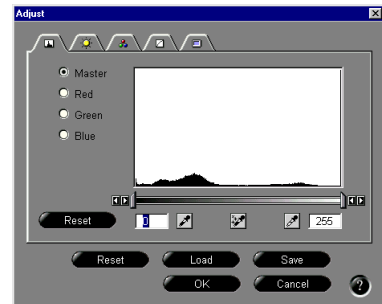 Adjust
Master
Red
Green
Blue
Reset
0
255
Reset
Load
Save
OK
Cancel
?